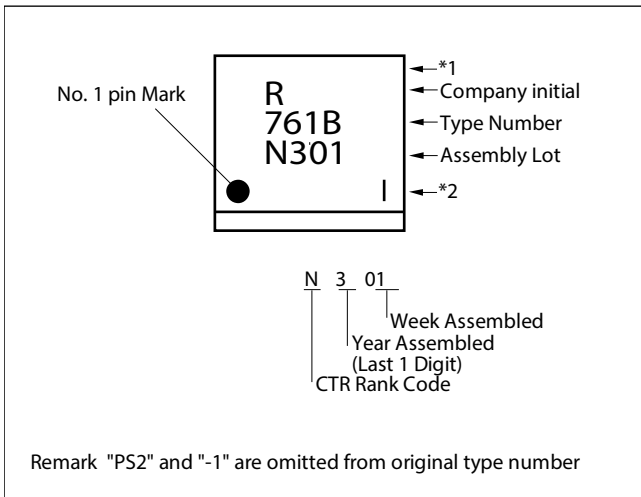 No. 1 pin Mark
R
761B
N301
I
*1
Company initial
Type Number
Assembly Lot
*2
N 3 01
Week Assembled
Year Assembled
(Last 1 Digit)
CTR Rank Code
Remark "PS2" and "-1" are omitted from original type number